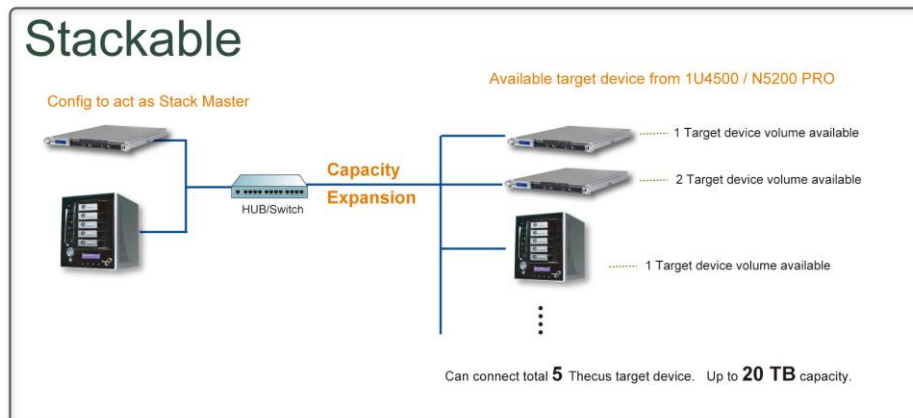 Stackable
Config to act as Stack Master
Available target device from 1U4500 / N5200 PRO
1 Target device volume available
Capacity
2 Target device volume available
Expansion
HUB/Switch
1 Target device volume available
Can connect total 5 Thecus target device. Up to 20 TB capacity.